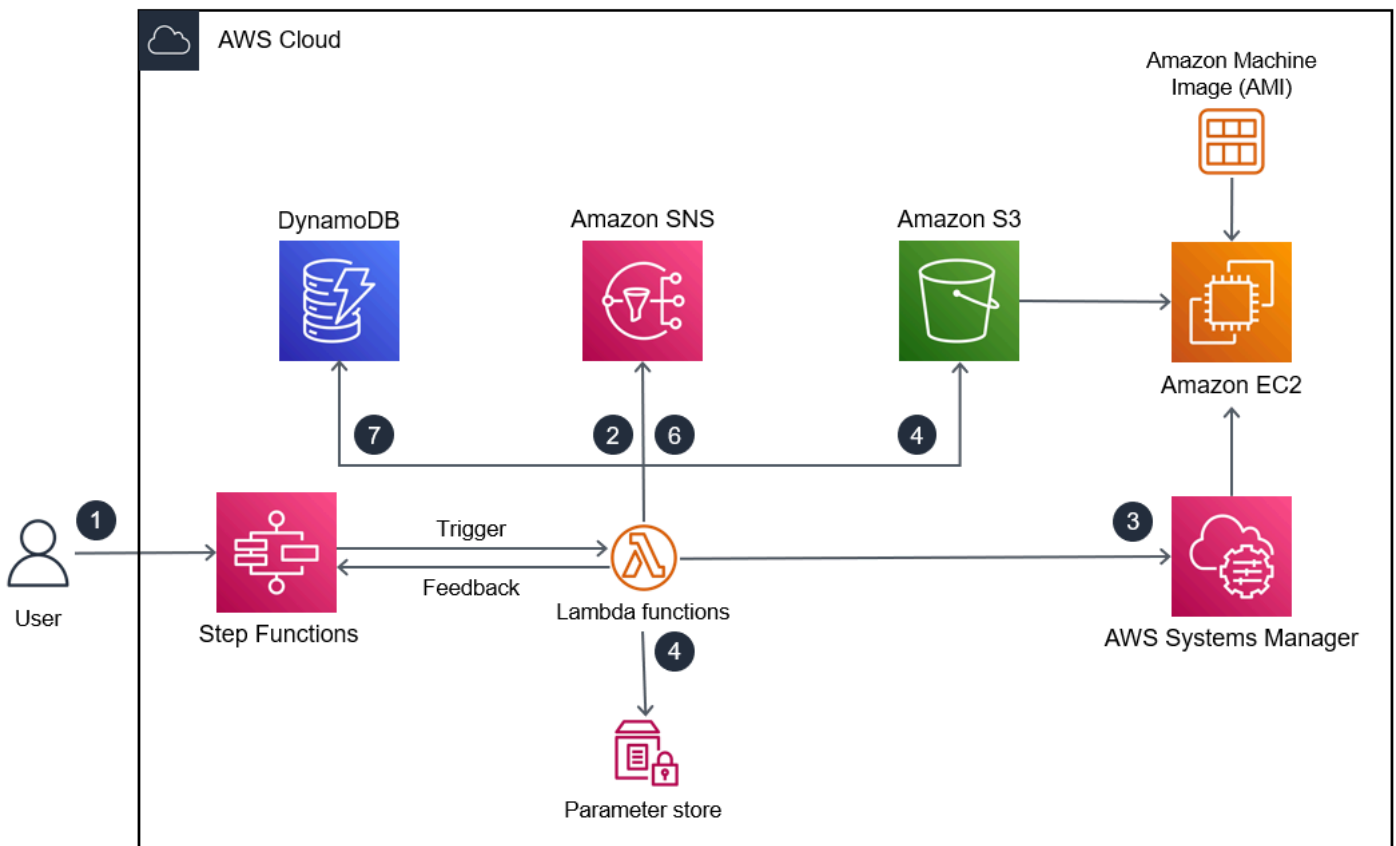 AWS Cloud
Amazon Machine
Image (AMI)
DynamoDB
Amazon SNS
Amazon S3
Amazon EC2
7
2
6
4
1
3
Trigger
Feedback
User
Step Functions
Lambda functions
AWS Systems Manager
4
Parameter store